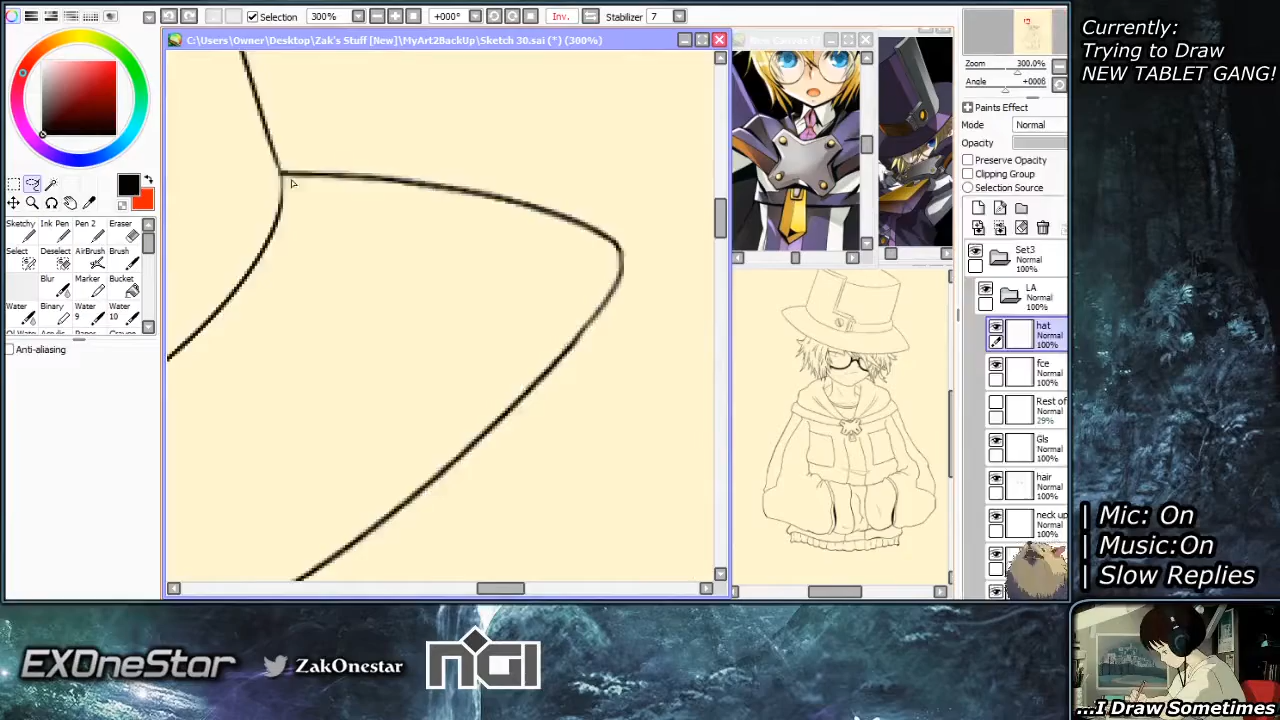 Selection
300%
+000°
Inv.
Stabilizer
7
C:\Users\Owner\Desktop\Zak's Stuff [New]\MyArt2BackUp\Sketch 30.sai (*) (300%)
Zoom
300.0%
Angle
Paints Effect
Mode
Normal
Opacity
Preserve Opacity
Clipping Group
Selection Source
Set3
Normal
100%
LA
Normal
100%
hat
Normal
100%
fce
Normal
100%
Rest of
Normal
29%
Gls
Normal
100%
hair
Normal
100%
neck up
Normal
100%
Sketchy
Ink Pen
Pen 2
Eraser
Select
Deselect
AirBrush
Brush
Blur
Marker
Bucket
Water
Binary
Water
Water
9
10
Anti-aliasing
Currently:
Trying to Draw
NEW TABLET GANG!
| Mic: On
| Music:On
| Slow Replies
EXOneStar
ZakOnestar
NGI
...I Draw Sometimes